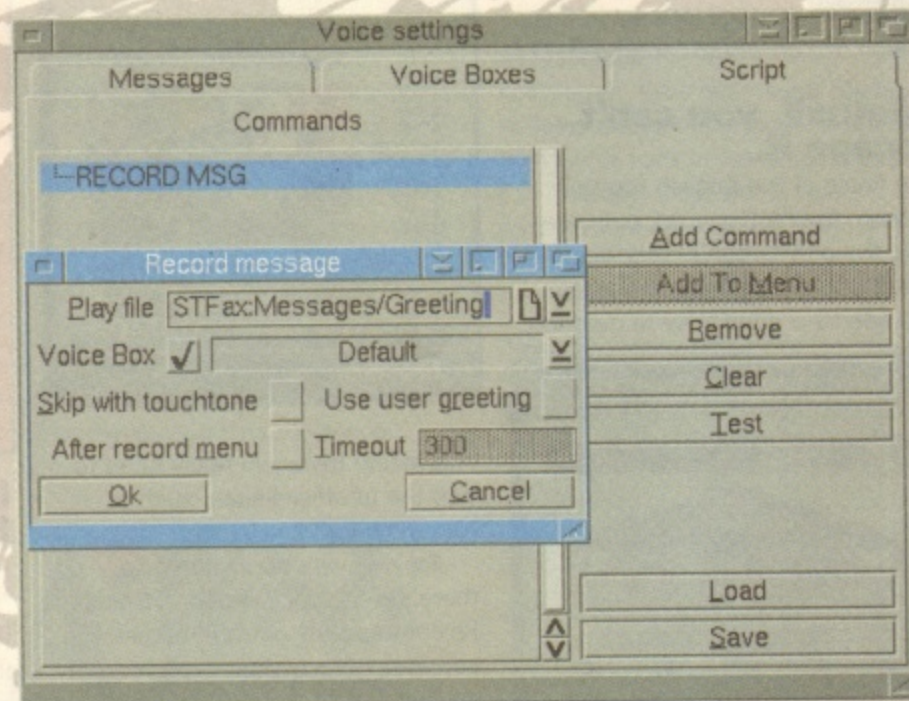 Voice settings
Messages
Voice Boxes
Script
Commands
RECORD MSG
Add Command
Add To Menu
Remove
Clear
Test
Load
Save
Record message
Play file STFax:Messages/Greeting
Voice Box Default
Skip with touchtone Use user greeting
After record menu Timeout 300
Ok Cancel